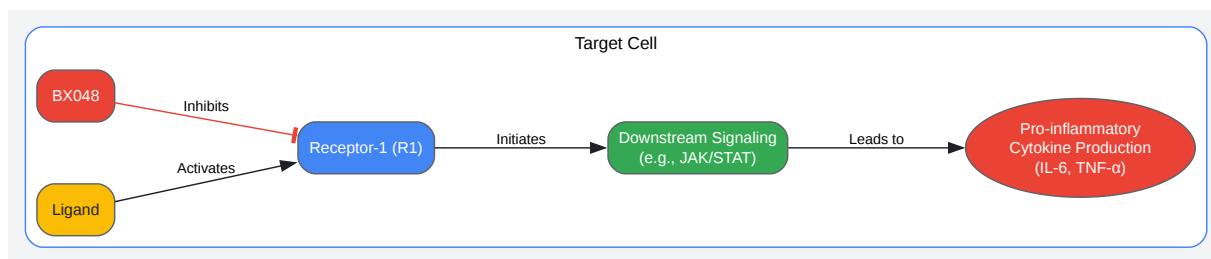 Target Cell
BX048
Inhibits
Receptor-1 (R1)
Activates
Ligand
Initiates
Downstream Signaling
(e.g., JAK/STAT)
Leads to
Pro-inflammatory
Cytokine Production
(IL-6, TNF-α)